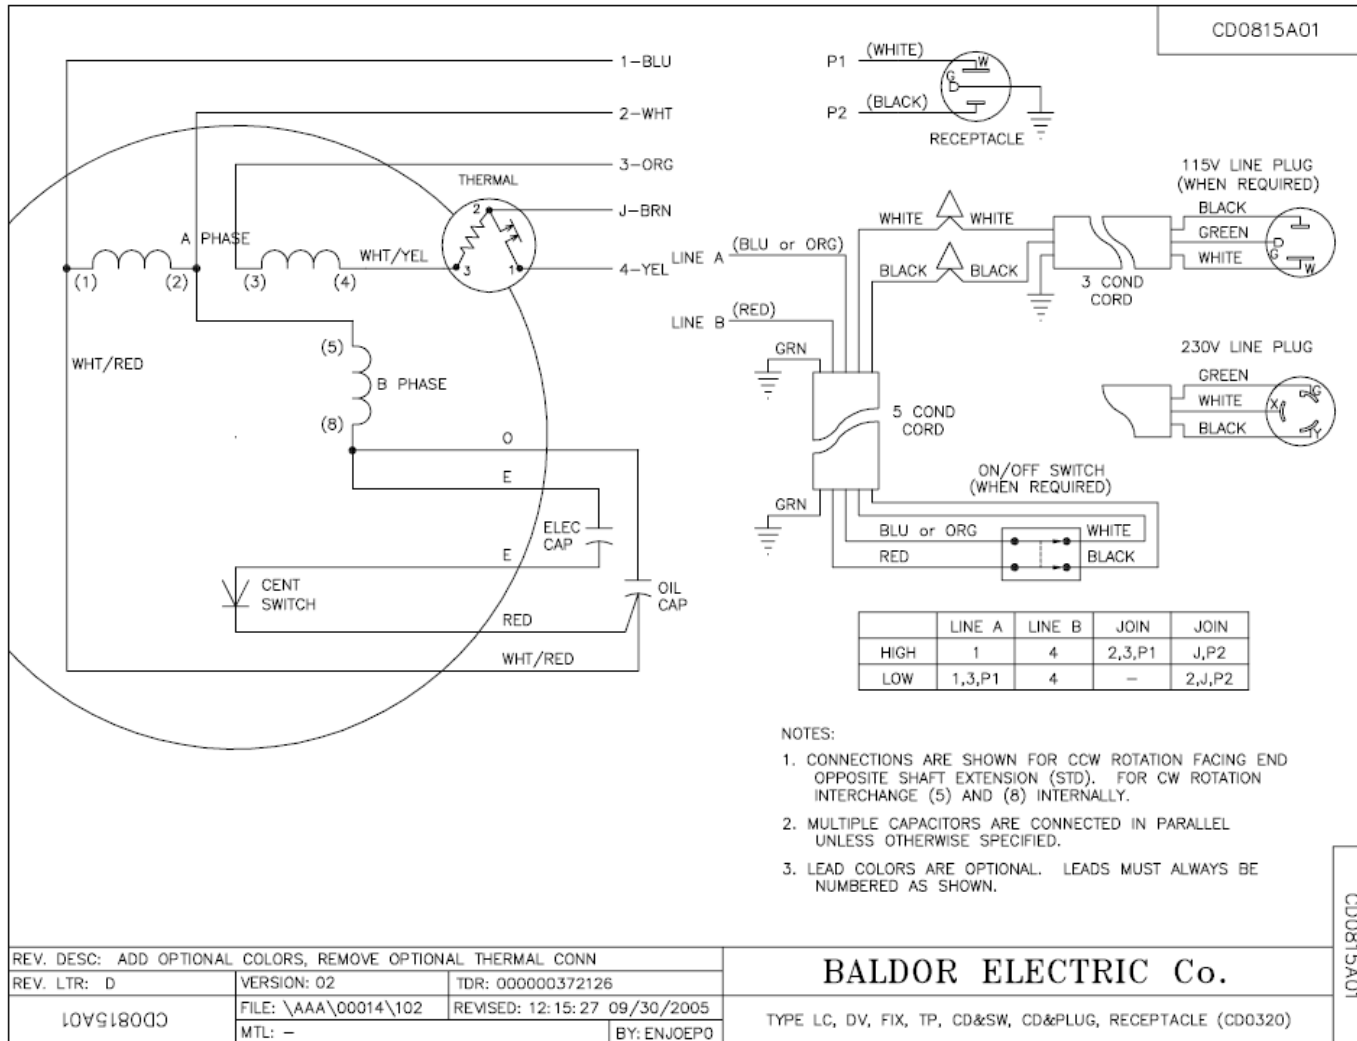 CD0815A01
1-BLU
2-WHT
3-ORG
THERMAL
J-BRN
4-YEL
A PHASE
WHT/YEL
2
3
1
(1)
(2)
(3)
(4)
WHT/RED
(5)
B PHASE
(8)
O
E
ELEC
CAP
E
CENT
SWITCH
OIL
CAP
RED
WHT/RED
P1 (WHITE)
W
G
P2 (BLACK)
RECEPTACLE
115V LINE PLUG
(WHEN REQUIRED)
BLACK
GREEN
G
WHITE
W
WHITE WHITE
BLACK BLACK
3 COND
CORD
LINE A (BLU or ORG)
LINE B (RED)
GRN
5 COND
CORD
230V LINE PLUG
GREEN
G
WHITE
X
BLACK
Y
ON/OFF SWITCH
(WHEN REQUIRED)
GRN
BLU or ORG
WHITE
RED
BLACK
LINE A LINE B JOIN JOIN
HIGH 1 4 2,3,P1 J,P2
LOW 1,3,P1 4 – 2,J,P2
NOTES:
1. CONNECTIONS ARE SHOWN FOR CCW ROTATION FACING END
OPPOSITE SHAFT EXTENSION (STD). FOR CW ROTATION
INTERCHANGE (5) AND (8) INTERNALLY.
2. MULTIPLE CAPACITORS ARE CONNECTED IN PARALLEL
UNLESS OTHERWISE SPECIFIED.
3. LEAD COLORS ARE OPTIONAL. LEADS MUST ALWAYS BE
NUMBERED AS SHOWN.
CD0815A01
REV. DESC: ADD OPTIONAL COLORS, REMOVE OPTIONAL THERMAL CONN
REV. LTR: D
VERSION: 02
TDR: 000000372126
FILE: \AAA\00014\102
REVISED: 12:15:27 09/30/2005
CD0815A01
MTL: –
BY: ENJOEPO
BALDOR ELECTRIC Co.
TYPE LC, DV, FIX, TP, CD&SW, CD&PLUG, RECEPTACLE (CD0320)